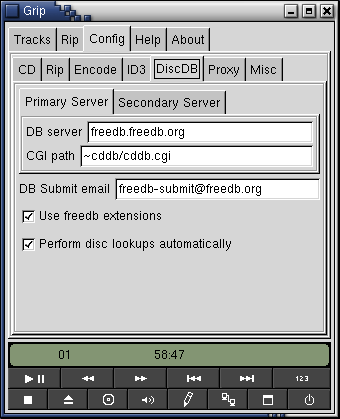 Grip
Tracks Rip Config Help About
CD Rip Encode ID3 DiscDB Proxy Misc
Primary Server Secondary Server
DB server freedb.freedb.org
CGI path ~cddb/cddb.cgi
DB Submit email freedb-submit@freedb.org
Use freedb extensions
Perform disc lookups automatically
01 58:47
123